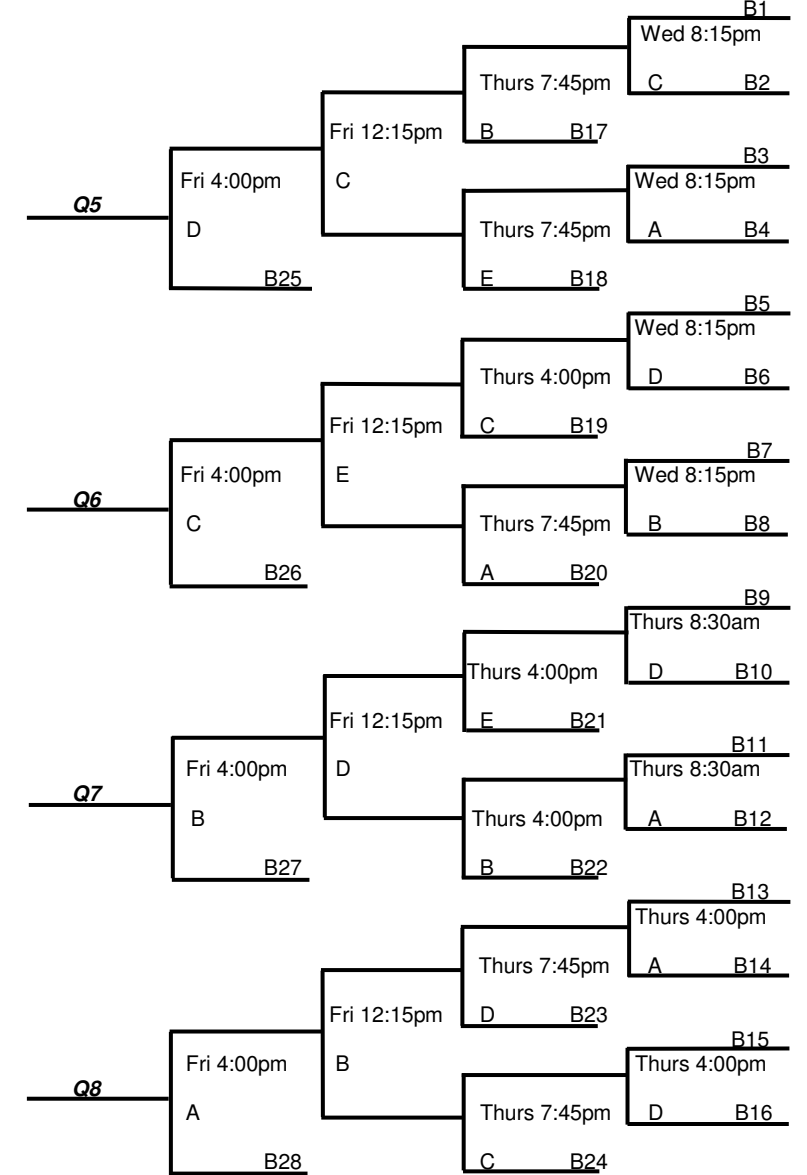 B1
Wed 8:15pm
Thurs 7:45pm C B2
Fri 12:15pm B B17
B3
Fri 4:00pm C Wed 8:15pm
Q5
D Thurs 7:45pm A B4
B25 E B18
B5
Wed 8:15pm
Thurs 4:00pm D B6
Fri 12:15pm C B19
B7
Fri 4:00pm E Wed 8:15pm
Q6
C Thurs 7:45pm B B8
B26 A B20
B9
Thurs 8:30am
Thurs 4:00pm D B10
Fri 12:15pm E B21
B11
Fri 4:00pm D Thurs 8:30am
Q7
B Thurs 4:00pm A B12
B27 B B22
B13
Thurs 4:00pm
Thurs 7:45pm A B14
Fri 12:15pm D B23
B15
Fri 4:00pm B Thurs 4:00pm
Q8
A Thurs 7:45pm D B16
B28 C B24